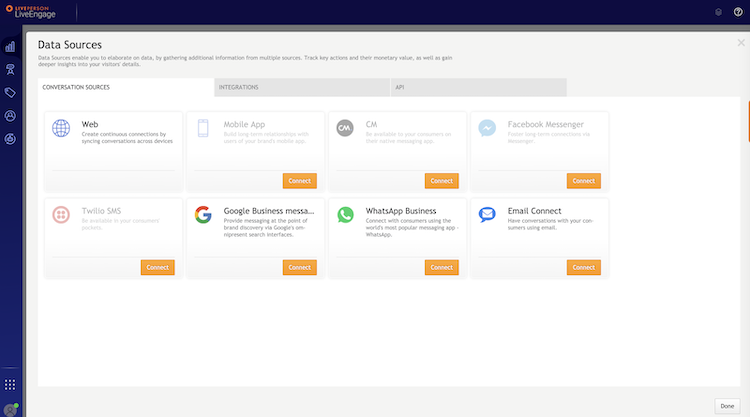 LIVEPERSON
LiveEngage
Data Sources
Data Sources enable you to elaborate on data, by gathering additional information from multiple sources. Track key actions and their monetary value, as well as gain
deeper insights into your visitors' details.
CONVERSATION SOURCES
INTEGRATIONS
API
Web
Create continuous connections by
syncing conversations across devices
Mobile App
Build long-term relationships with
users of your brand's mobile app.
Connect
CM
CM
Be available to your consumers on
their native messaging app.
Connect
Facebook Messenger
Foster long-term connections via
Messenger.
Connect
Twilio SMS
Be available in your consumers'
pockets.
Connect
Google Business messa...
Provide messaging at the point of
brand discovery via Google's om-
nipresent search interfaces.
Connect
WhatsApp Business
Connect with consumers using the
world's most popular messaging app -
WhatsApp.
Connect
Email Connect
Have conversations with your con-
sumers using email.
Connect
Done